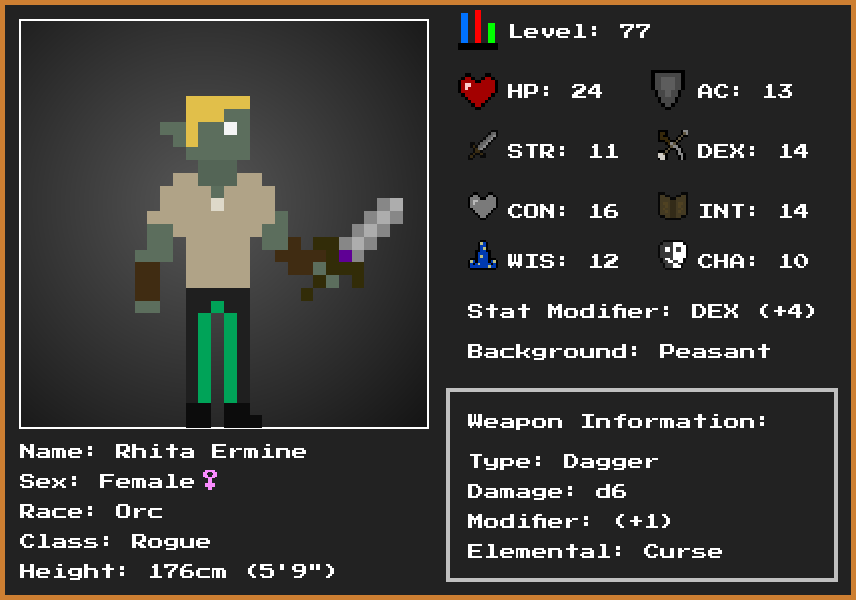 Level: 77
HP: 24 AC: 13
STR: 11 DEX: 14
CON: 16 INT: 14
WIS: 12 CHA: 10
Stat Modifier: DEX (+4)
Background: Peasant
Weapon Information:
Type: Dagger
Damage: d6
Modifier: (+1)
Elemental: Curse
Name: Rhita Ermine
Sex: Female♀
Race: Orc
Class: Rogue
Height: 176cm (5'9")